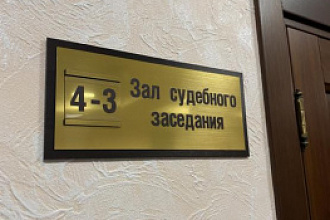 4-3
Зал судебного
заседания